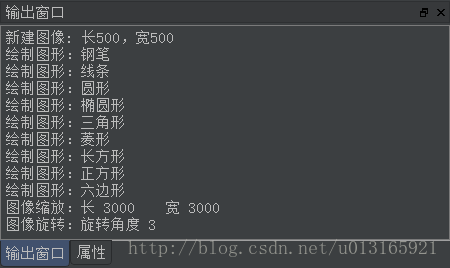 输出窗口
新建图像: 长500，宽500
绘制图形: 钢笔
绘制图形: 线条
绘制图形: 圆形
绘制图形: 椭圆形
绘制图形: 三角形
绘制图形: 菱形
绘制图形: 长方形
绘制图形: 正方形
绘制图形: 六边形
图像缩放: 长 3000 宽 3000
图像旋转: 旋转角度 3
输出窗口 属性 http://blog.csdn.net/u013165921